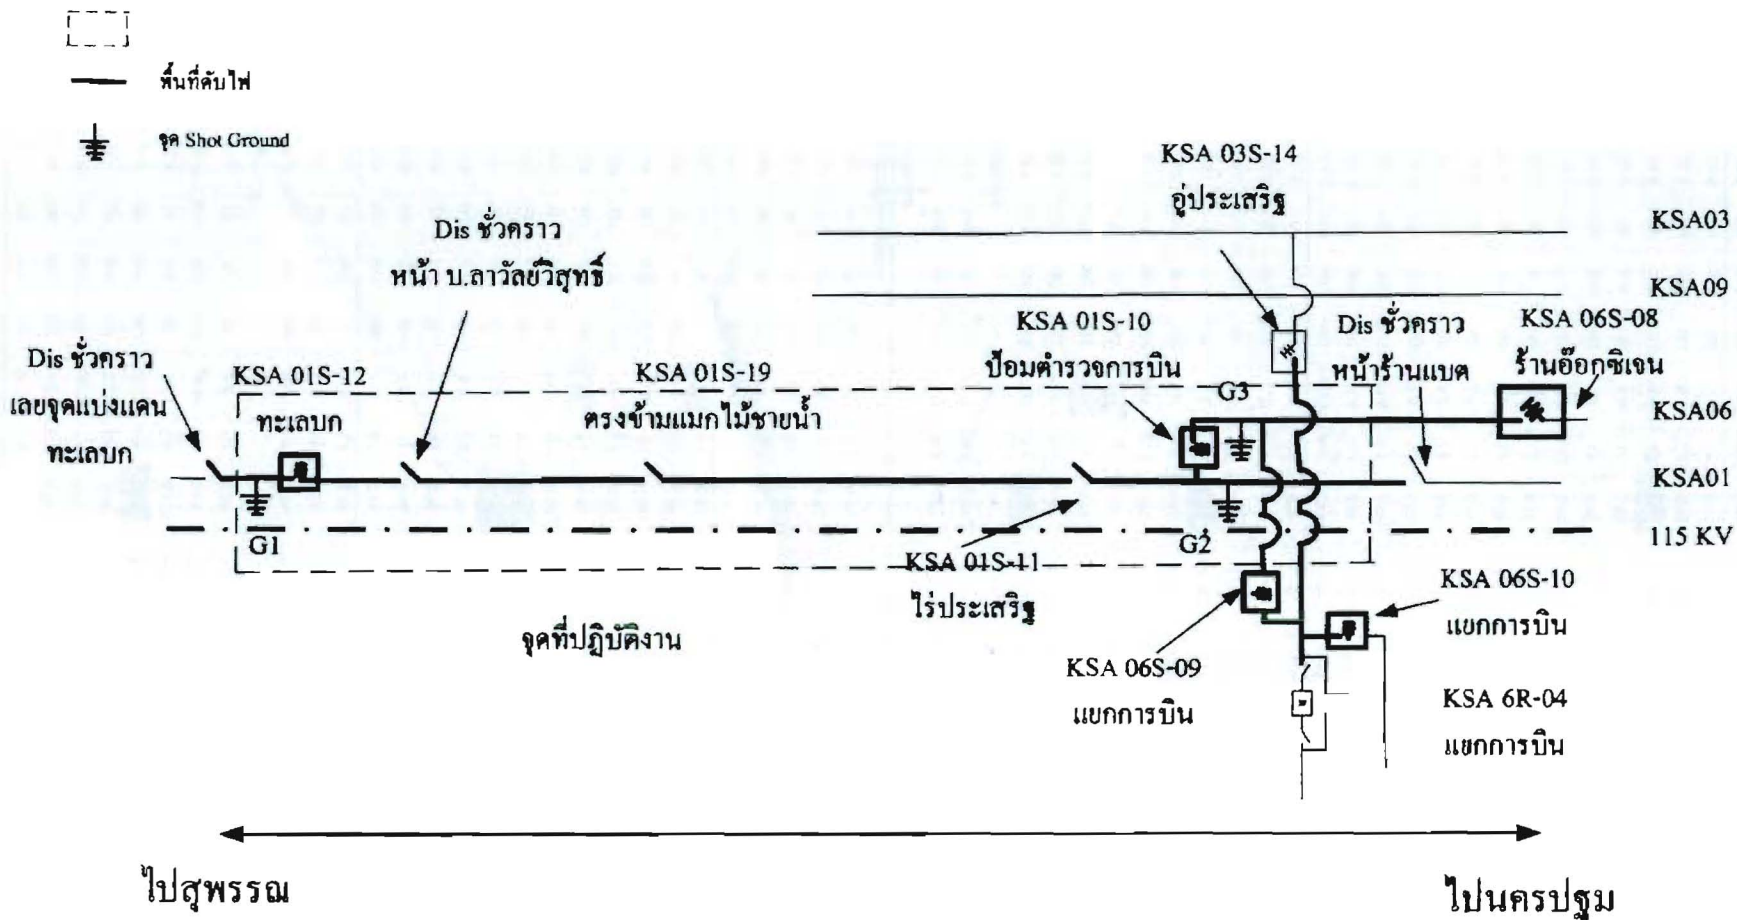 พื้นที่ดับไฟ
จุด Shot Ground
KSA 03S-14
อู่ประเสริฐ
KSA03
KSA09
Dis ชั่วคราว
หน้า บ.ลาวัลย์วิสุทธิ์
KSA 01S-10
ป้อมตำรวจการบิน
Dis ชั่วคราว
หน้าร้านแบค
KSA 06S-08
ร้านอ๊อกซิเจน
Dis ชั่วคราว
เลยจุดแบ่งแดน
ทะเลบก
KSA 01S-12
ทะเลบก
KSA 01S-19
ตรงข้ามแมกไม้ชายน้ำ
G3
KSA06
KSA01
G1
G2
115 KV
KSA 01S-11
ไร่ประเสริฐ
KSA 06S-10
แยกการบิน
จุดที่ปฏิบัติงาน
KSA 06S-09
แยกการบิน
KSA 6R-04
แยกการบิน
ไปสุพรรณ
ไปนครปฐม